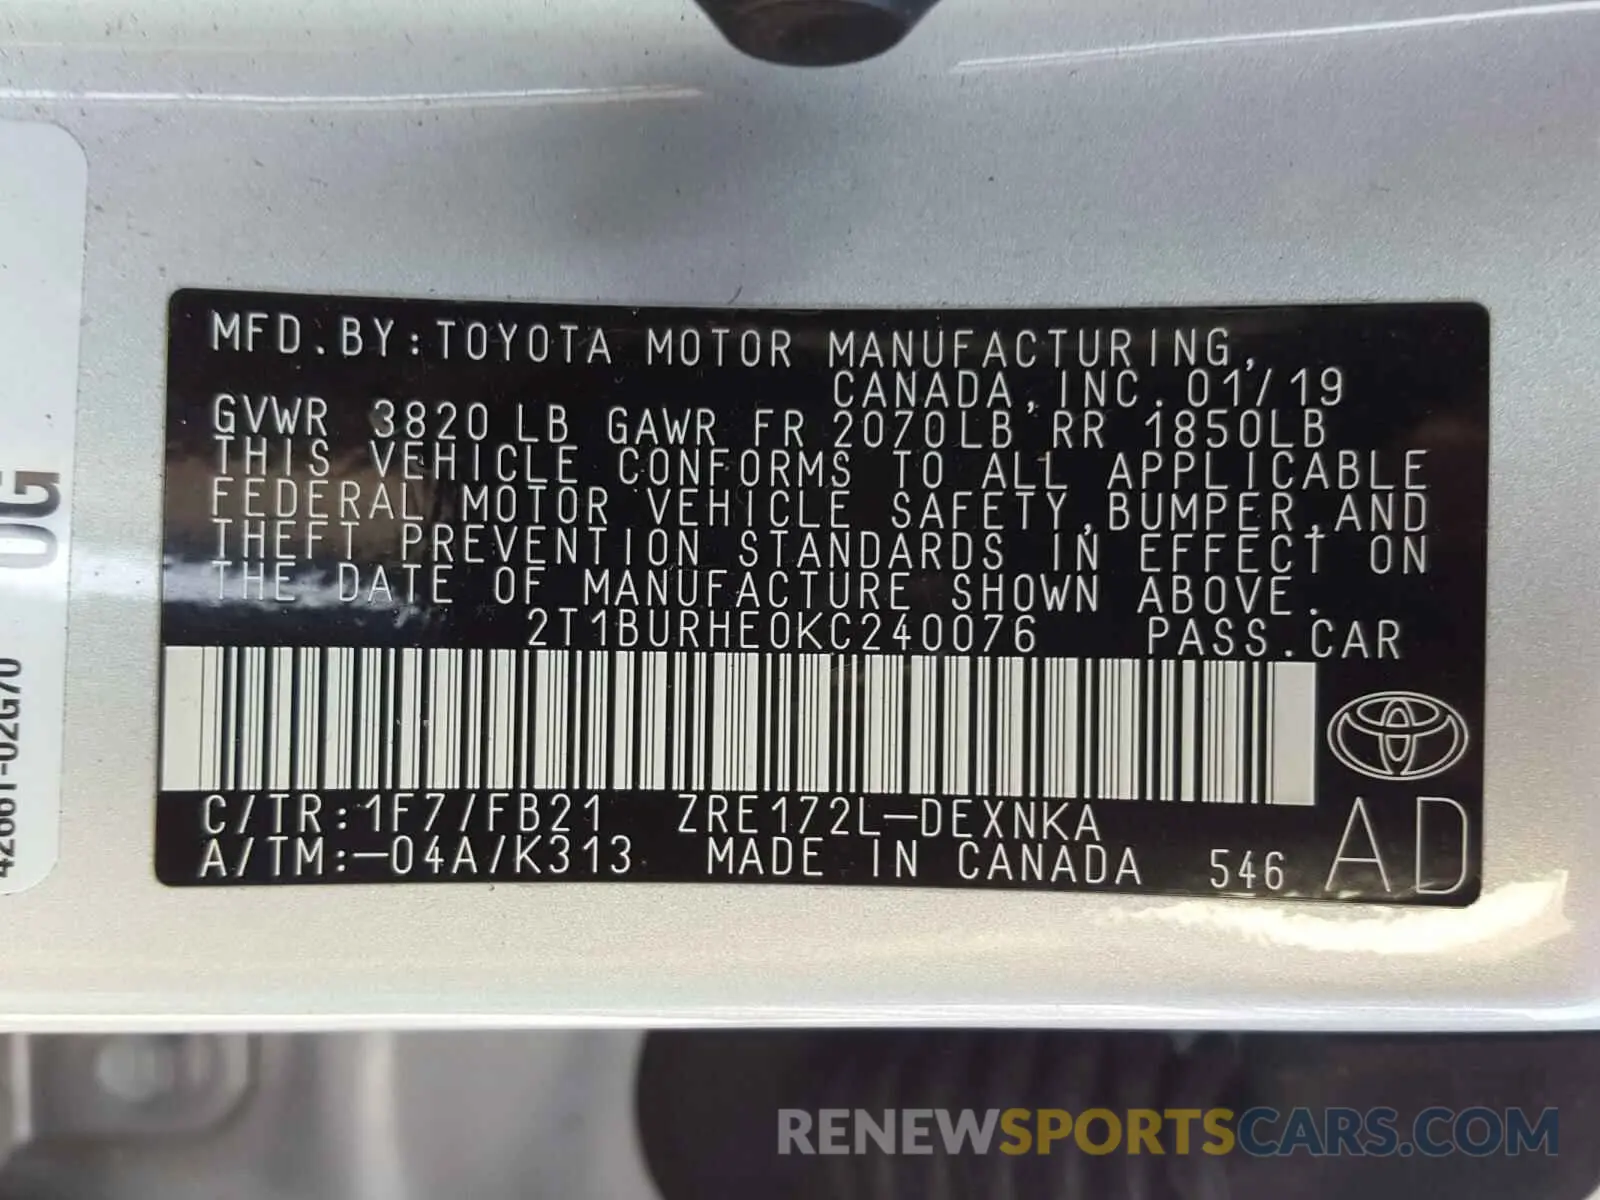 MFD.BY:TOYOTA MOTOR MANUFACTURING,
CANADA,INC.01/19
GVWR 3820 LB GAWR FR 2070LB RR 1850LB
THIS VEHICLE CONFORMS TO ALL APPLICABLE
FEDERAL MOTOR VEHICLE SAFETY,BUMPER,AND
THEFT PREVENTION STANDARDS IN EFFECT ON
THE DATE OF MANUFACTURE SHOWN ABOVE.
2T1BURHE0KC240076 PASS.CAR
C/TR:1F7/FB21 ZRE172L-DEXNKA
A/TM:-04A/K313 MADE IN CANADA 546 AD
0G
42661-02G70
RENEWSPORTSCARS.COM